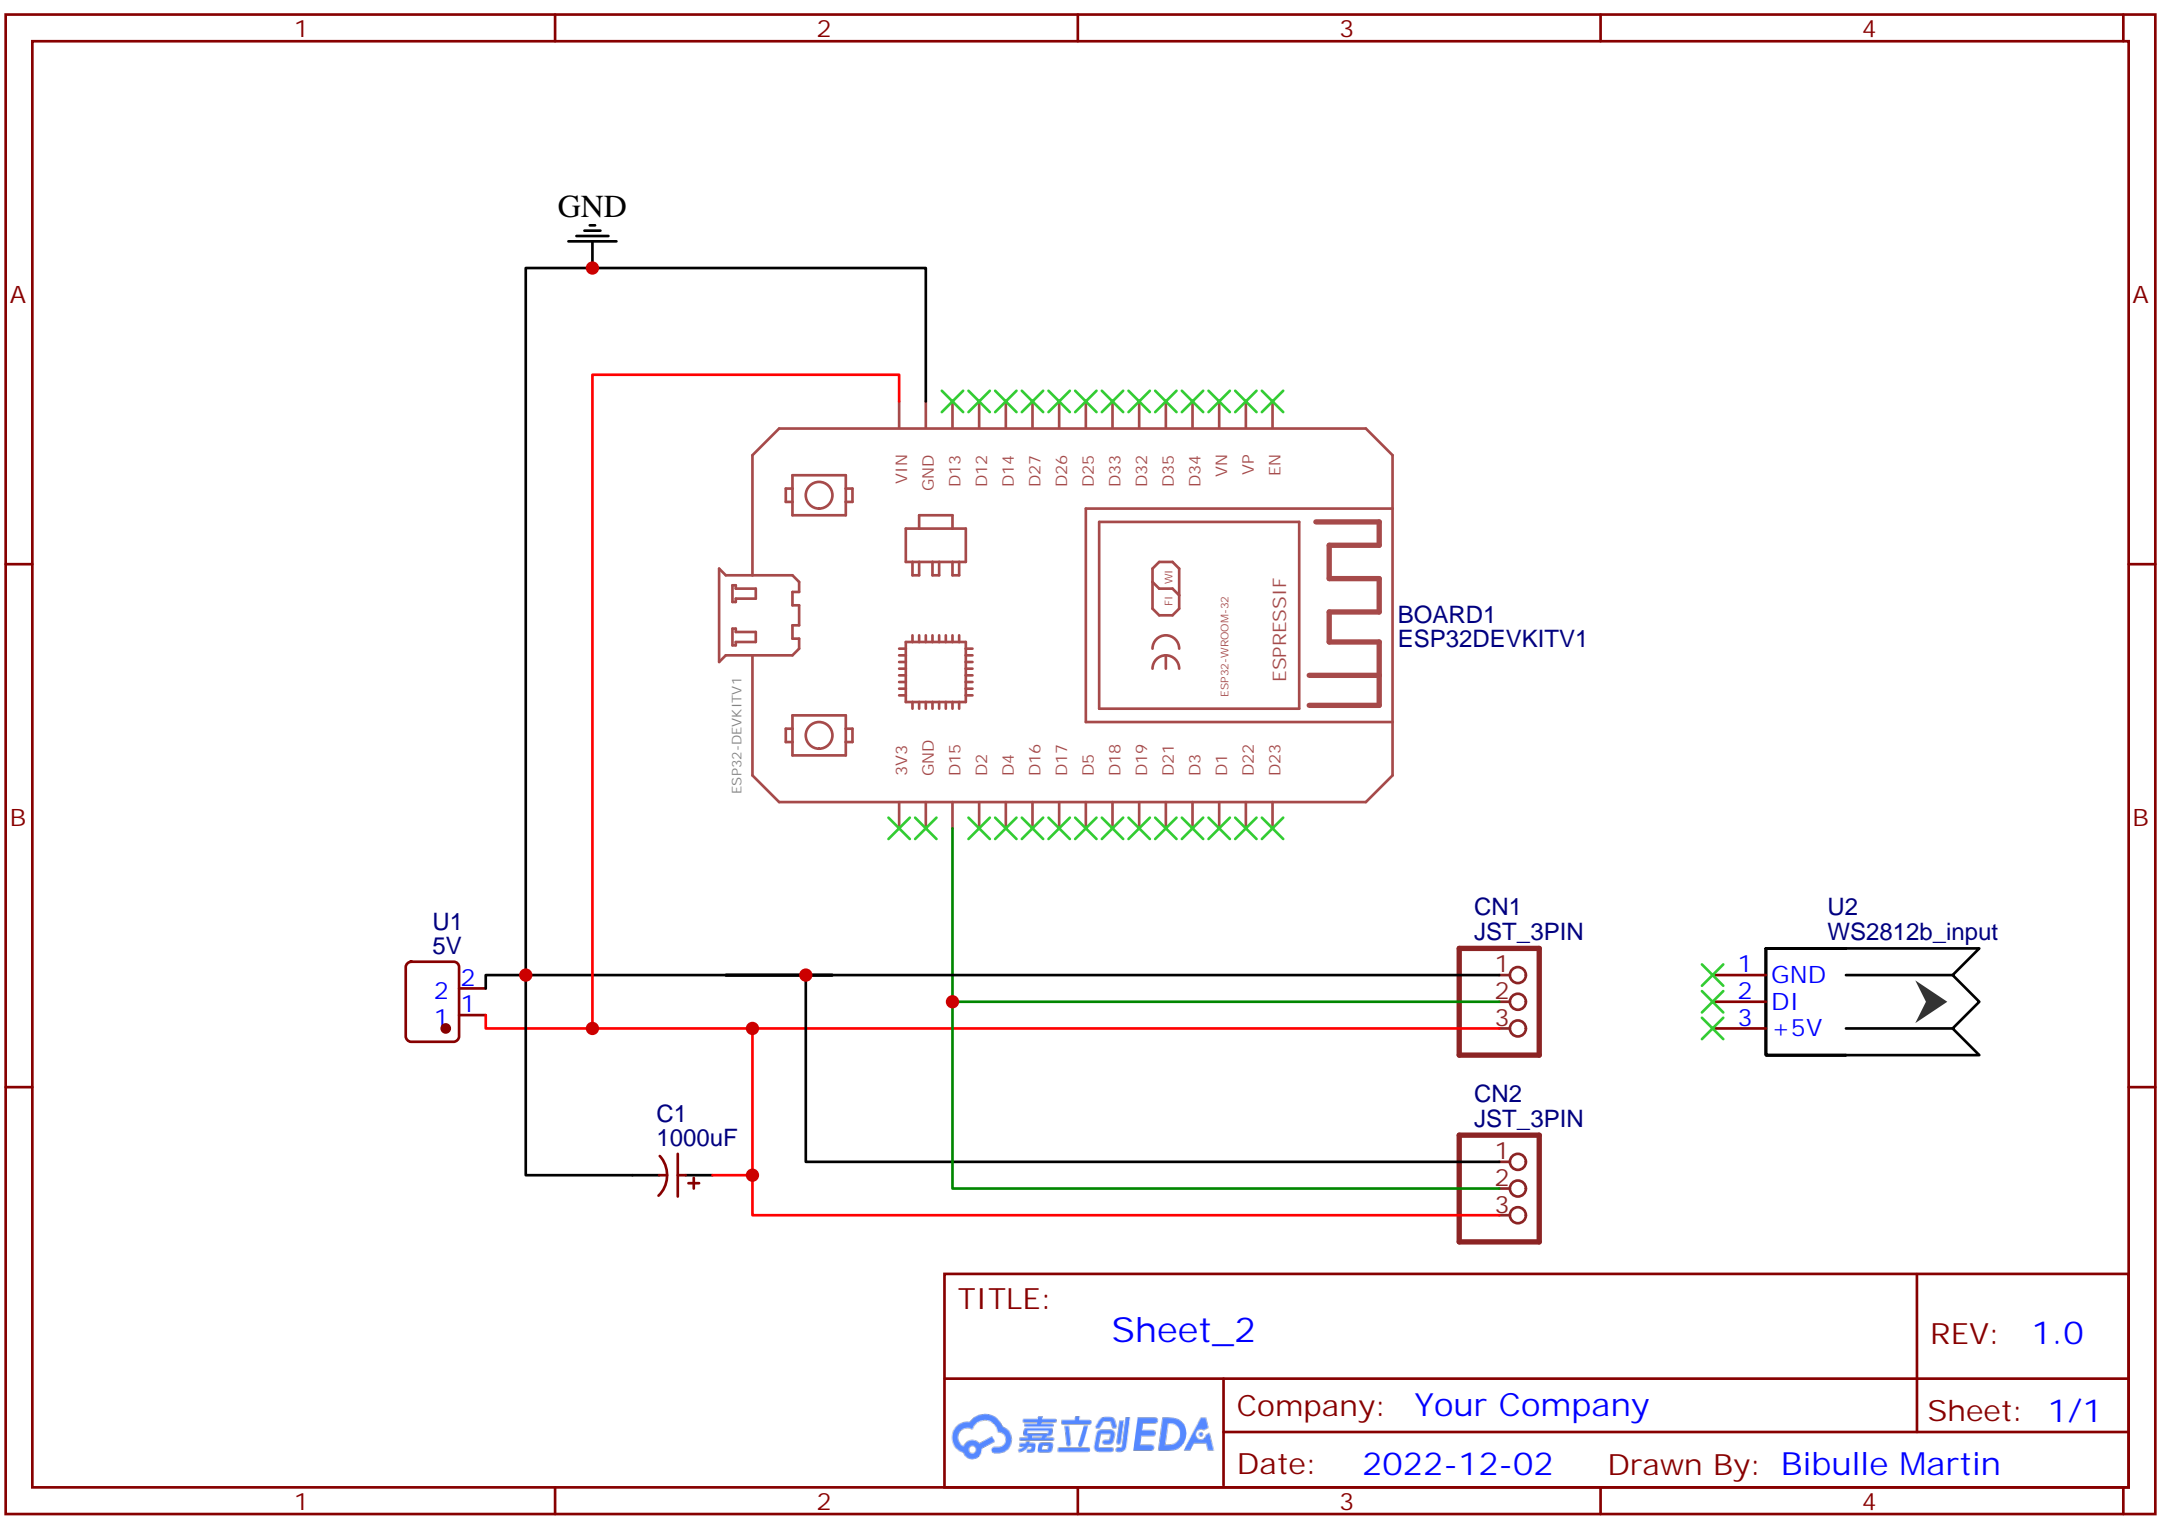 1 2 3 4
A A
B B
GND
VIN GND D13 D12 D14 D27 D26 D25 D33 D32 D35 D34 VN VP EN
WI
FI
ESP32-WROOM-32
ESPRESSIF
BOARD1
ESP32DEVKITV1
ESP32-DEVKITV1
3V3 GND D15 D2 D4 D16 D17 D5 D18 D19 D21 D3 D1 D22 D23
U1
5V
2 2
1 1
C1
1000uF
+
CN1
JST_3PIN
1
2
3
CN2
JST_3PIN
1
2
3
U2
WS2812b_input
1 GND
2 DI
3 +5V
TITLE:
Sheet_2
REV: 1.0
嘉立创EDA
Company: Your Company
Sheet: 1/1
Date: 2022-12-02 Drawn By: Bibulle Martin
1 2 3 4